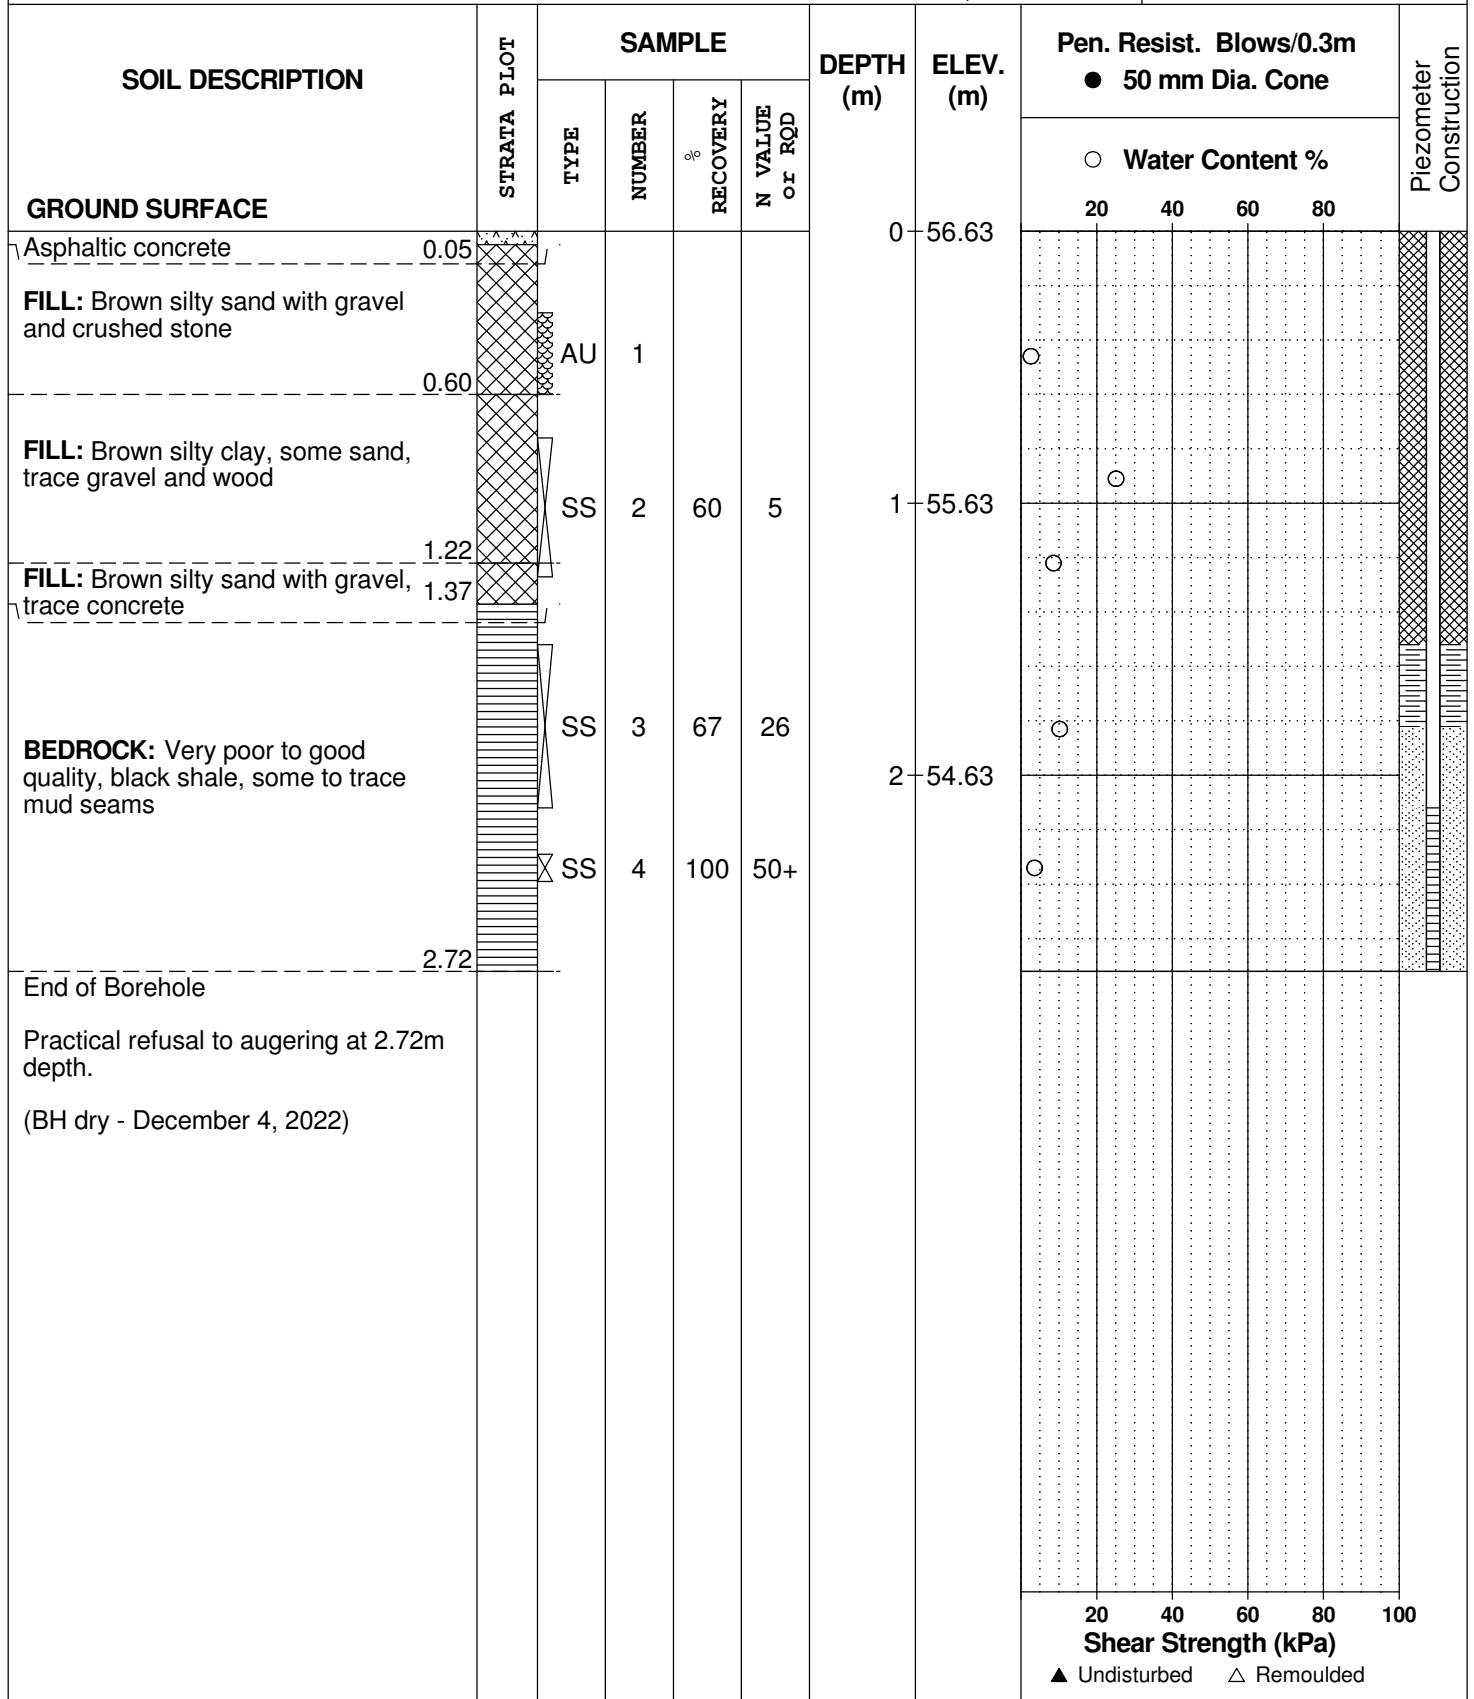 SOIL DESCRIPTION
GROUND SURFACE
STRATA PLOT
SAMPLE
TYPE
NUMBER
%
RECOVERY
N VALUE
or RQD
DEPTH
(m)
ELEV.
(m)
Pen. Resist. Blows/0.3m
● 50 mm Dia. Cone
○ Water Content %
20 40 60 80
Piezometer
Construction
0 56.63
Asphaltic concrete 0.05
FILL: Brown silty sand with gravel
and crushed stone
AU 1
0.60
FILL: Brown silty clay, some sand,
trace gravel and wood
SS 2 60 5
1 55.63
1.22
FILL: Brown silty sand with gravel, 1.37
trace concrete
SS 3 67 26
BEDROCK: Very poor to good
quality, black shale, some to trace
mud seams
2 54.63
SS 4 100 50+
2.72
End of Borehole
Practical refusal to augering at 2.72m
depth.
(BH dry - December 4, 2022)
20 40 60 80 100
Shear Strength (kPa)
▲ Undisturbed △ Remoulded